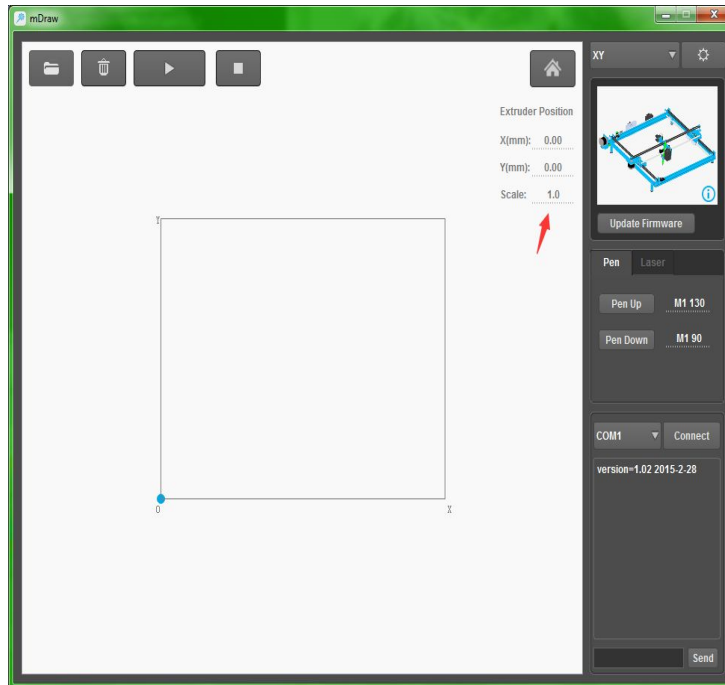 mDraw
XY
Extruder Position
X(mm): 0.00
Y(mm): 0.00
Scale: 1.0
Update Firmware
Pen Laser
Pen Up M1 130
Pen Down M1 90
COM1 Connect
version=1.02 2015-2-28
Y
O X
Send